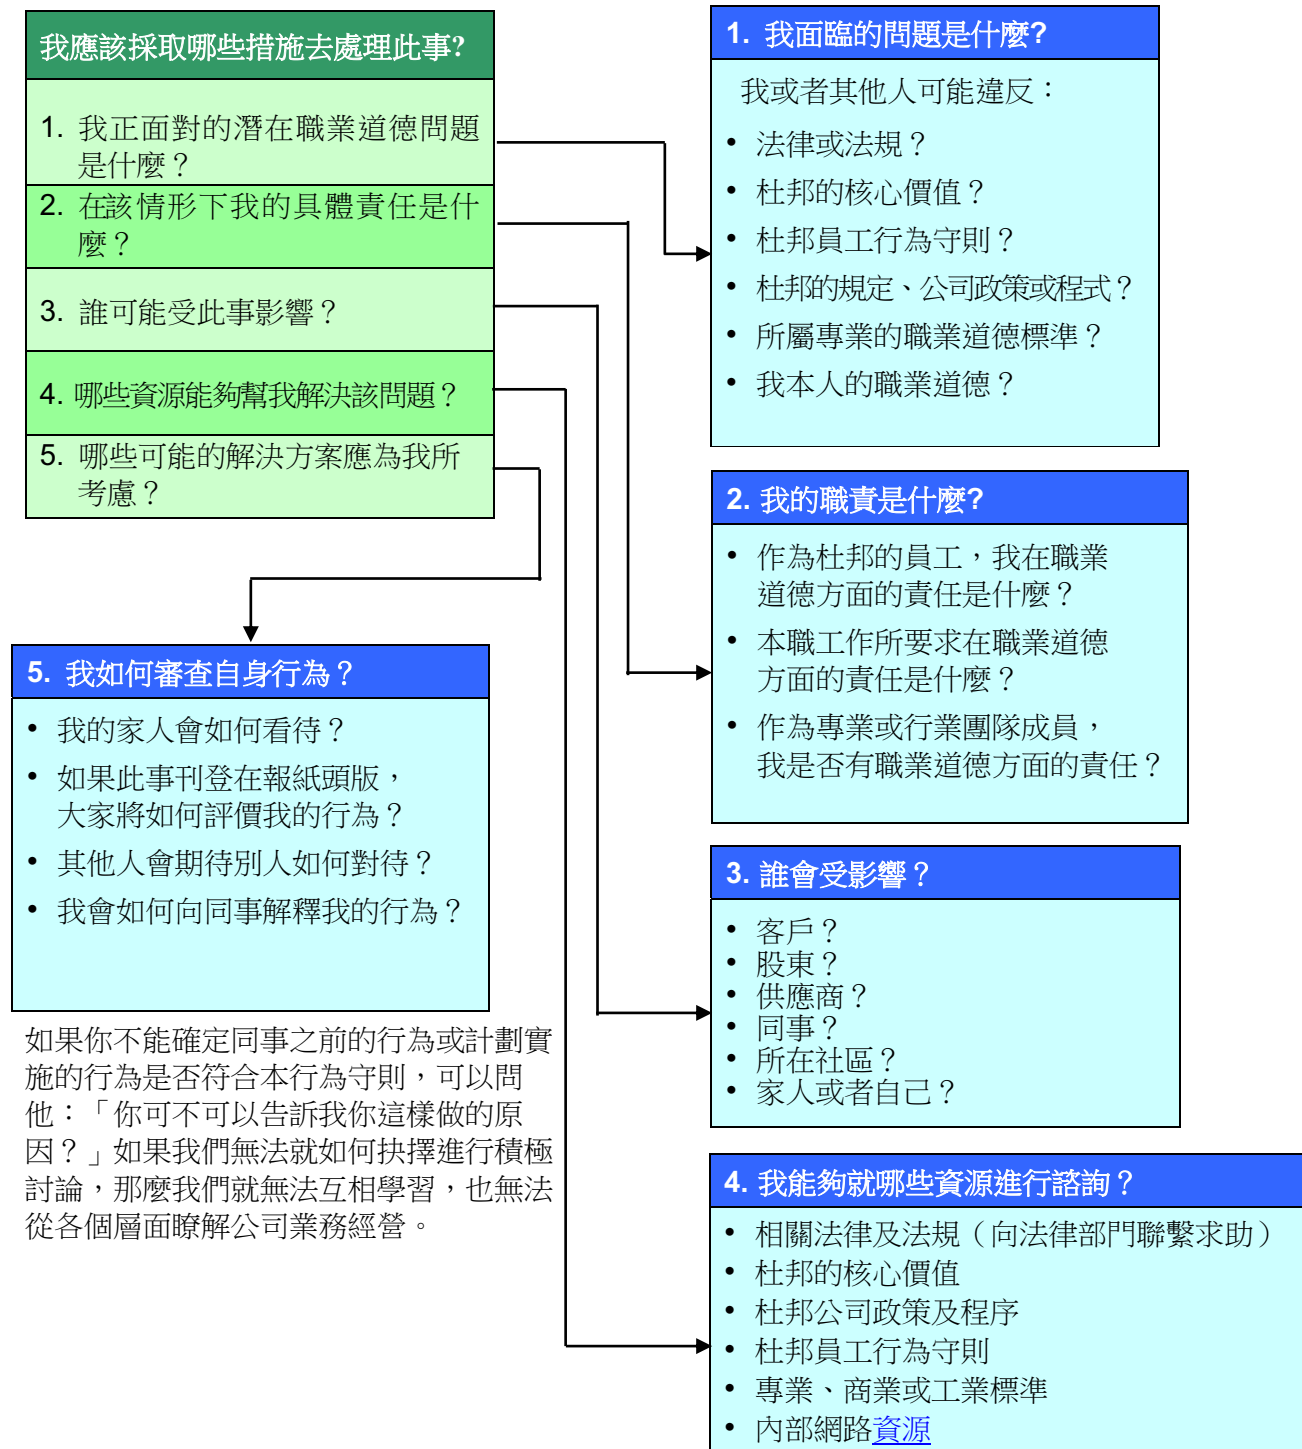 我應該採取哪些措施去處理此事?
1. 我正面對的潛在職業道德問題
是什麼？
2. 在該情形下我的具體責任是什
麼？
3. 誰可能受此事影響？
4. 哪些資源能夠幫我解決該問題？
5. 哪些可能的解決方案應為我所
考慮？
1. 我面臨的問題是什麼?
我或者其他人可能違反：
• 法律或法規？
• 杜邦的核心價值？
• 杜邦員工行為守則？
• 杜邦的規定、公司政策或程式？
• 所屬專業的職業道德標準？
• 我本人的職業道德？
2. 我的職責是什麼?
• 作為杜邦的員工，我在職業
道德方面的責任是什麼？
• 本職工作所要求在職業道德
方面的責任是什麼？
• 作為專業或行業團隊成員，
我是否有職業道德方面的責任？
3. 誰會受影響？
• 客戶？
• 股東？
• 供應商？
• 同事？
• 所在社區？
• 家人或者自己？
4. 我能夠就哪些資源進行諮詢？
• 相關法律及法規（向法律部門聯繫求助）
• 杜邦的核心價值
• 杜邦公司政策及程序
• 杜邦員工行為守則
• 專業、商業或工業標準
• 內部網路資源
5. 我如何審查自身行為？
• 我的家人會如何看待？
• 如果此事刊登在報紙頭版，
大家將如何評價我的行為？
• 其他人會期待別人如何對待？
• 我會如何向同事解釋我的行為？
如果你不能確定同事之前的行為或計劃實
施的行為是否符合本行為守則，可以問
他：「你可不可以告訴我你這樣做的原
因？」如果我們無法就如何抉擇進行積極
討論，那麼我們就無法互相學習，也無法
從各個層面瞭解公司業務經營。